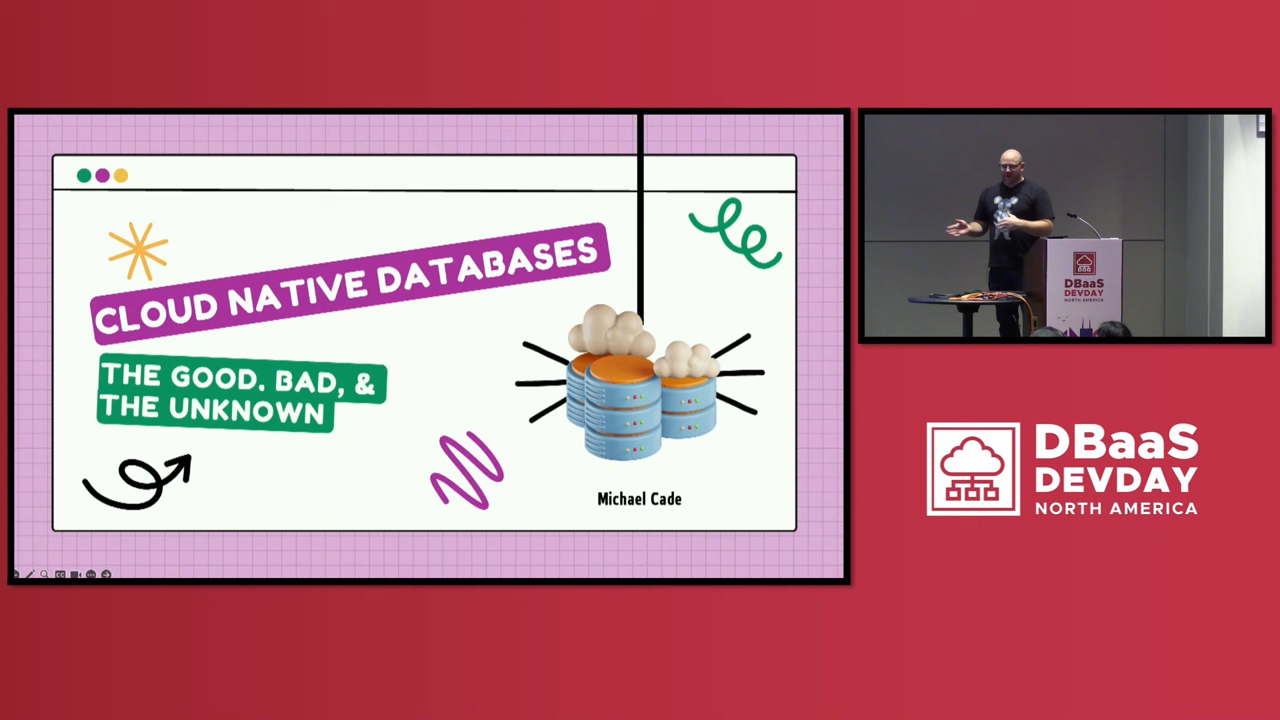 CLOUD NATIVE DATABASES
THE GOOD. BAD, &
THE UNKNOWN
Michael Cade
DBaaS
DEVDAY
NORTH AMERICA
DBaaS
DEVDAY
NORTH AMERICA